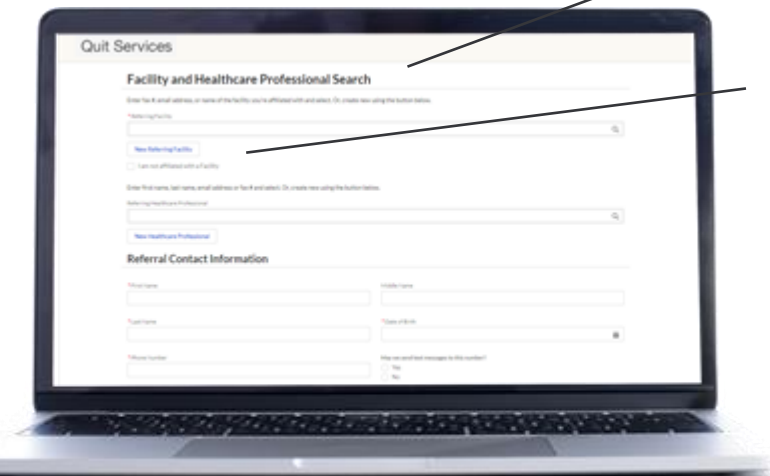 Quit Services
Facility and Healthcare Professional Search
Enter fax #, email address, or name of the facility you're affiliated with and select. Or, create new using the button below.
*Referring Facility
New Referring Facility
I am not affiliated with a Facility
Enter first name, last name, email address or fax # and select. Or, create new using the button below.
Referring Healthcare Professional
New Healthcare Professional
Referral Contact Information
*First Name
Middle Name
*Last Name
*Date of Birth
*Phone Number
May we send text messages to this number?
Yes
No